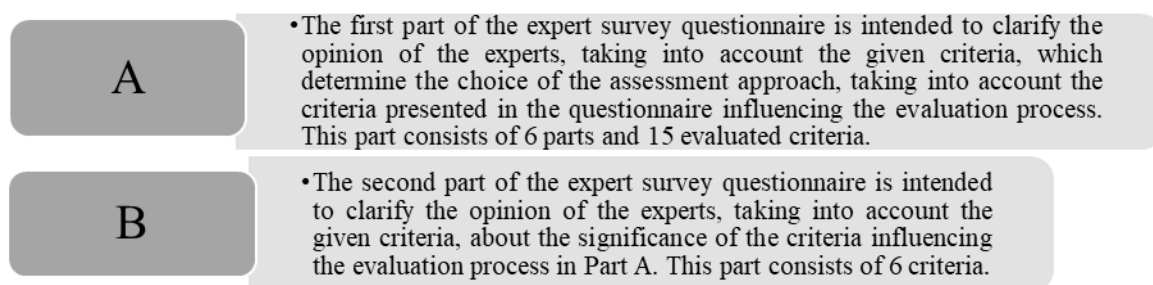 A
•The first part of the expert survey questionnaire is intended to clarify the
opinion of the experts, taking into account the given criteria, which
determine the choice of the assessment approach, taking into account the
criteria presented in the questionnaire influencing the evaluation process.
This part consists of 6 parts and 15 evaluated criteria.
B
•The second part of the expert survey questionnaire is intended
to clarify the opinion of the experts, taking into account the
given criteria, about the significance of the criteria influencing
the evaluation process in Part A. This part consists of 6 criteria.